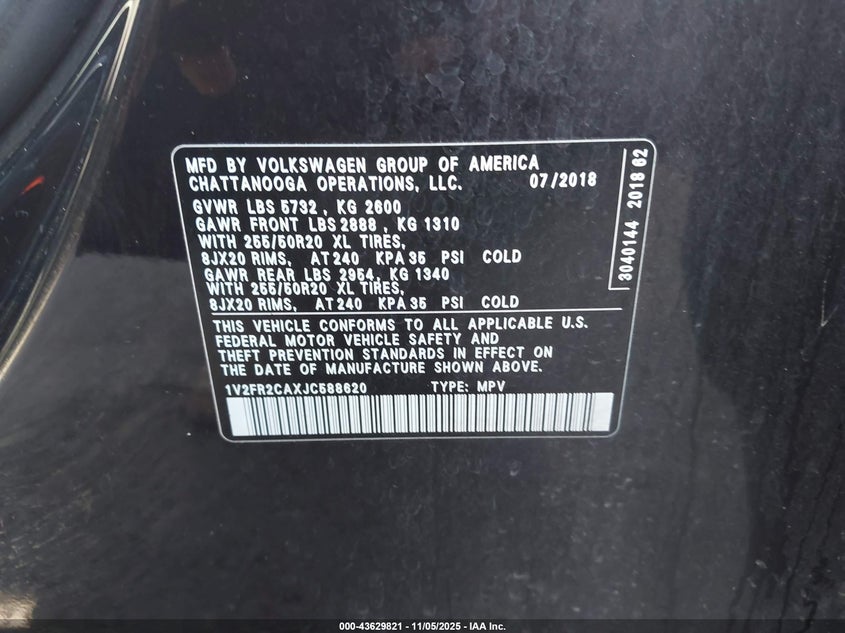 MFD BY VOLKSWAGEN GROUP OF AMERICA
CHATTANOOGA OPERATIONS, LLC. 07/2018
GVWR LBS 5732 , KG 2600
GAWR FRONT LBS 2888 , KG 1310
WITH 255/50R20 XL TIRES,
8JX20 RIMS, AT 240 KPA 35 PSI COLD
GAWR REAR LBS 2954, KG 1340
WITH 255/50R20 XL TIRES,
8JX20 RIMS, AT 240 KPA 35 PSI COLD
THIS VEHICLE CONFORMS TO ALL APPLICABLE U.S.
FEDERAL MOTOR VEHICLE SAFETY AND
THEFT PREVENTION STANDARDS IN EFFECT ON
THE DATE OF MANUFACTURE SHOWN ABOVE.
1V2FR2CAXJC588620 TYPE: MPV
3040144 2018 62
000-43629821 - 11/05/2025 - IAA Inc.